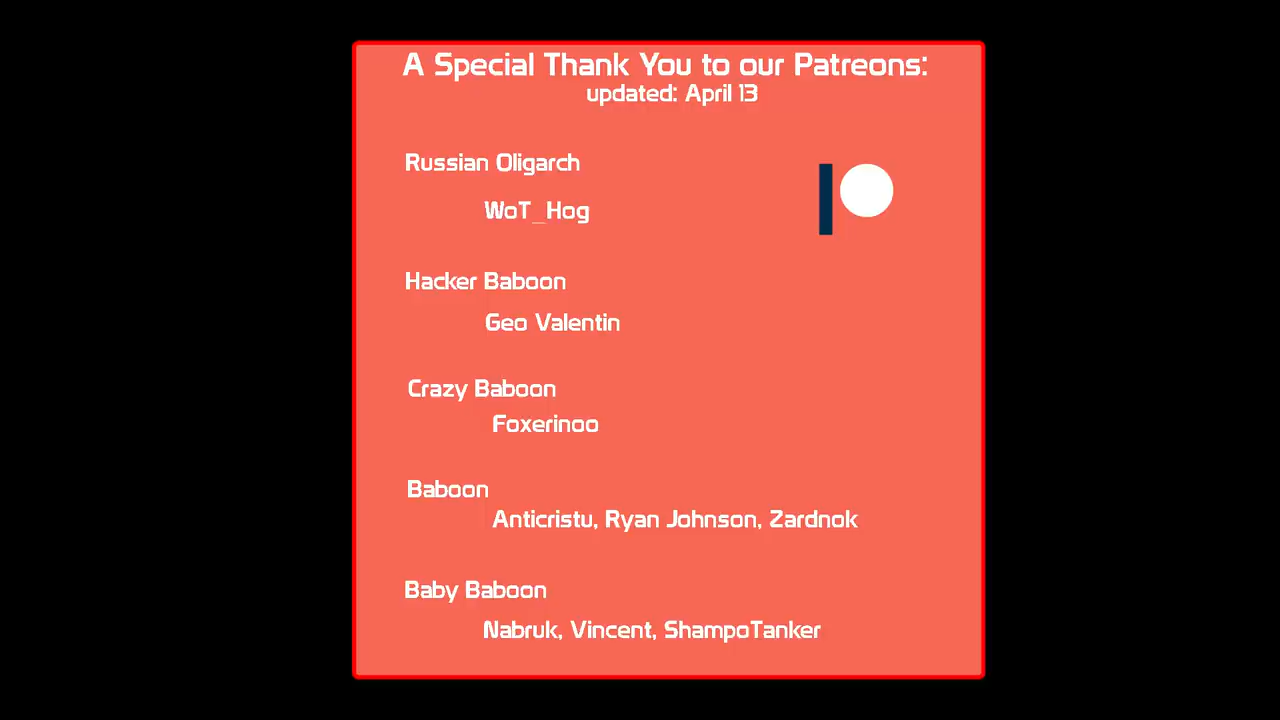 A Special Thank You to our Patreons:
updated: April 13
Russian Oligarch
WoT_Hog
Hacker Baboon
Geo Valentin
Crazy Baboon
Foxerinoo
Baboon
Anticristu, Ryan Johnson, Zardnok
Baby Baboon
Nabruk, Vincent, ShampoTanker